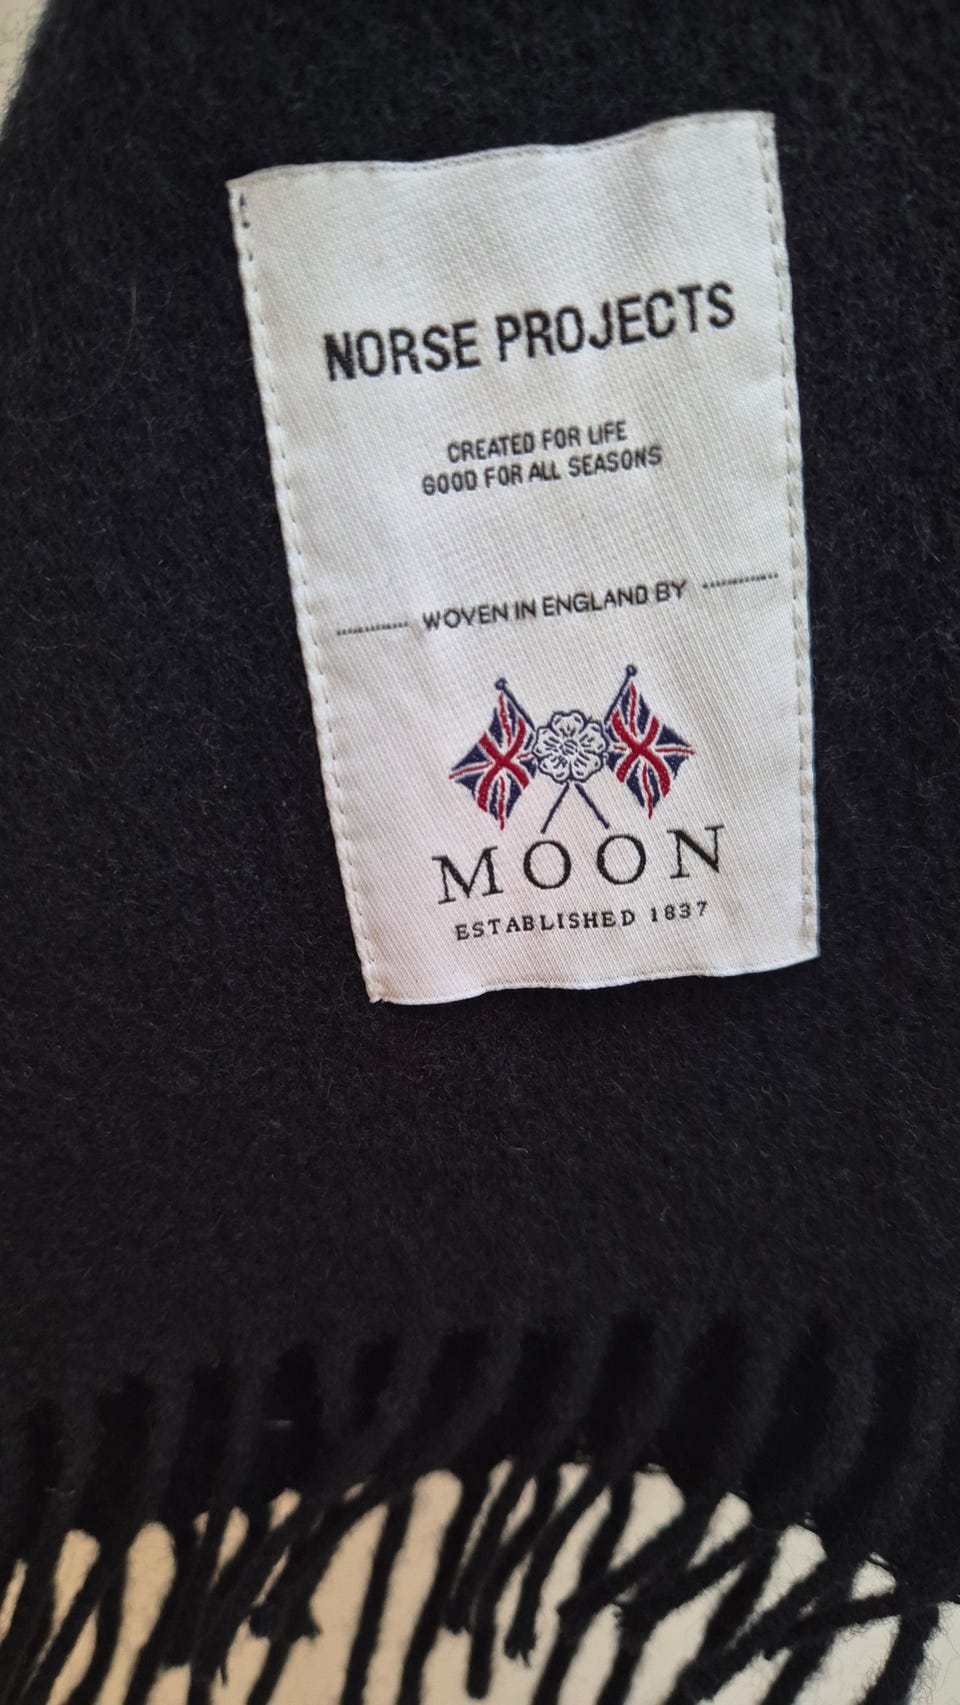 NORSE PROJECTS
CREATED FOR LIFE
GOOD FOR ALL SEASONS
WOVEN IN ENGLAND BY
MOON
ESTABLISHED 1837